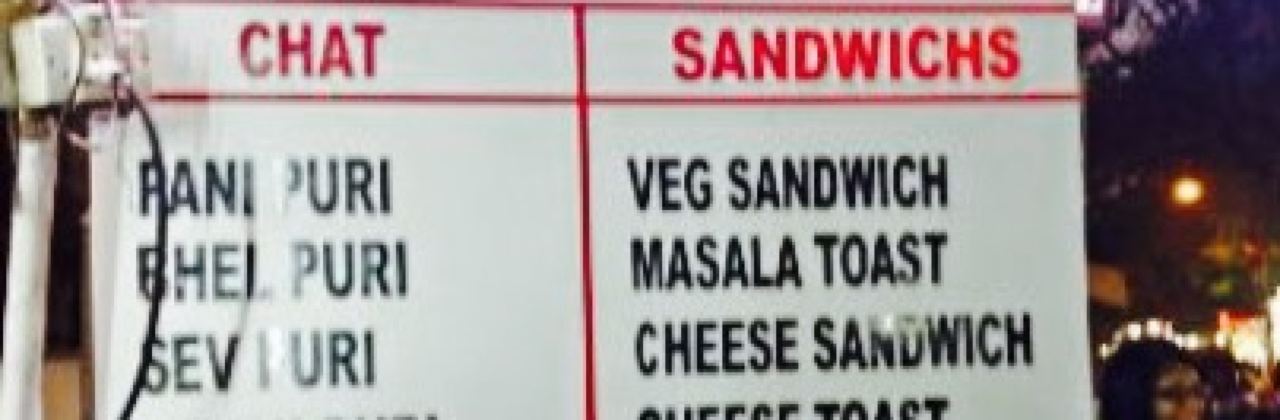 CHAT
SANDWICHS
PANI PURI
VEG SANDWICH
BHEL PURI
MASALA TOAST
SEV PURI
CHEESE SANDWICH
CHEESE TOAST